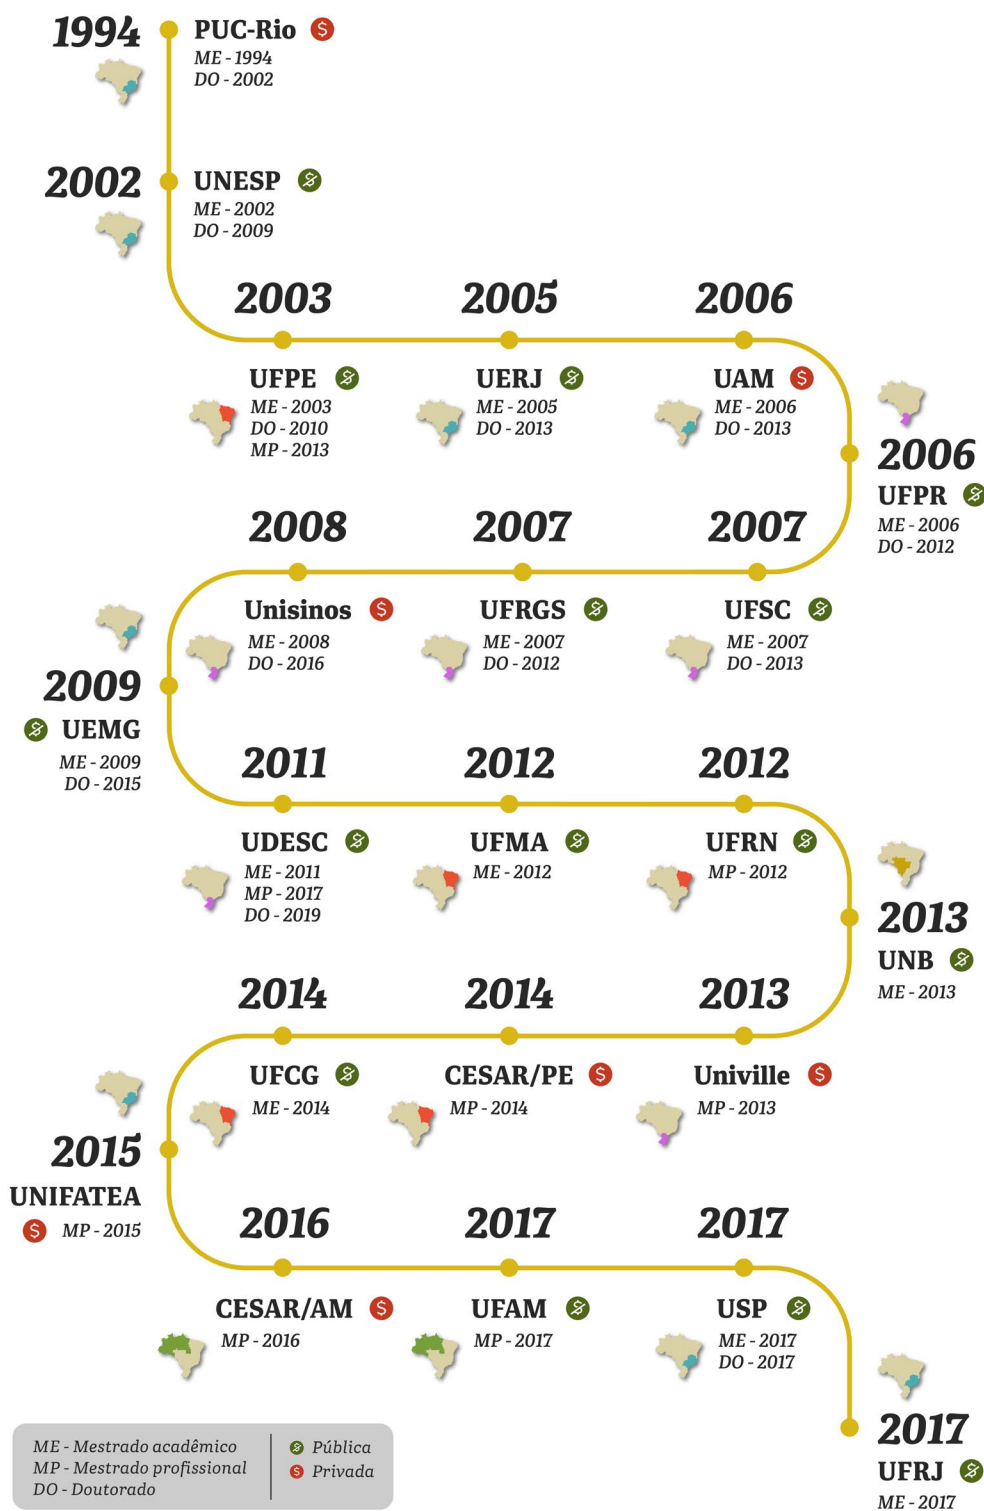 1994
PUC-Rio
ME - 1994
DO - 2002
2002
UNESP
ME - 2002
DO - 2009
2003
UFPE
ME - 2003
DO - 2010
MP - 2013
2005
UERJ
ME - 2005
DO - 2013
2006
UAM
ME - 2006
DO - 2013
2006
UFPR
ME - 2006
DO - 2012
2007
UFSC
ME - 2007
DO - 2013
2007
UFRGS
ME - 2007
DO - 2012
2008
Unisinos
ME - 2008
DO - 2016
2009
UEMG
ME - 2009
DO - 2015
2011
UDESC
ME - 2011
MP - 2017
DO - 2019
2012
UFMA
ME - 2012
2012
UFRN
MP - 2012
2013
UNB
ME - 2013
2013
Univille
MP - 2013
2014
CESAR/PE
MP - 2014
2014
UFCG
ME - 2014
2015
UNIFATEA
MP - 2015
2016
CESAR/AM
MP - 2016
2017
UFAM
MP - 2017
2017
USP
ME - 2017
DO - 2017
2017
UFRJ
ME - 2017
ME - Mestrado acadêmico
MP - Mestrado profissional
DO - Doutorado
Pública
Privada